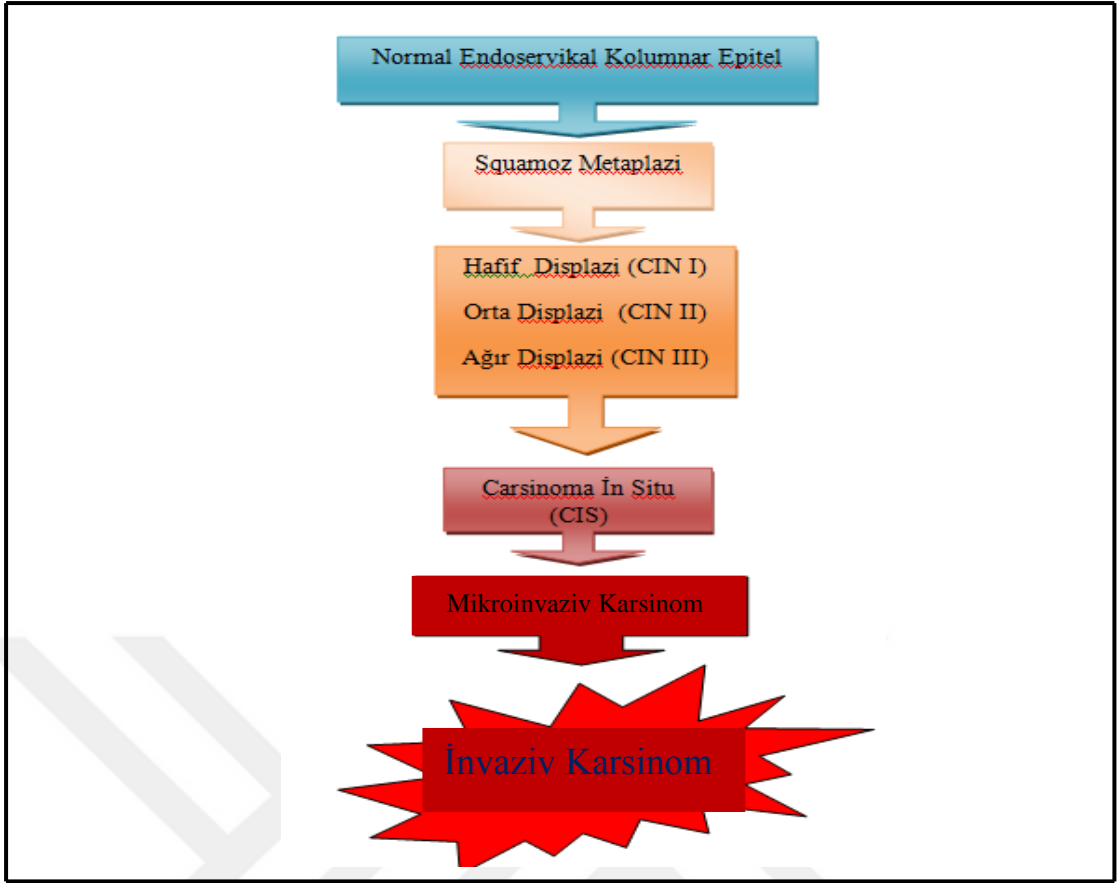 Normal Endoservikal Kolumnar Epitel
Squamoz Metaplazi
Hafif Displazi (CIN I)
Orta Displazi (CIN II)
Ağır Displazi (CIN III)
Carsinoma İn Situ
(CIS)
Mikroinvaziv Karsinom
İnvaziv Karsinom